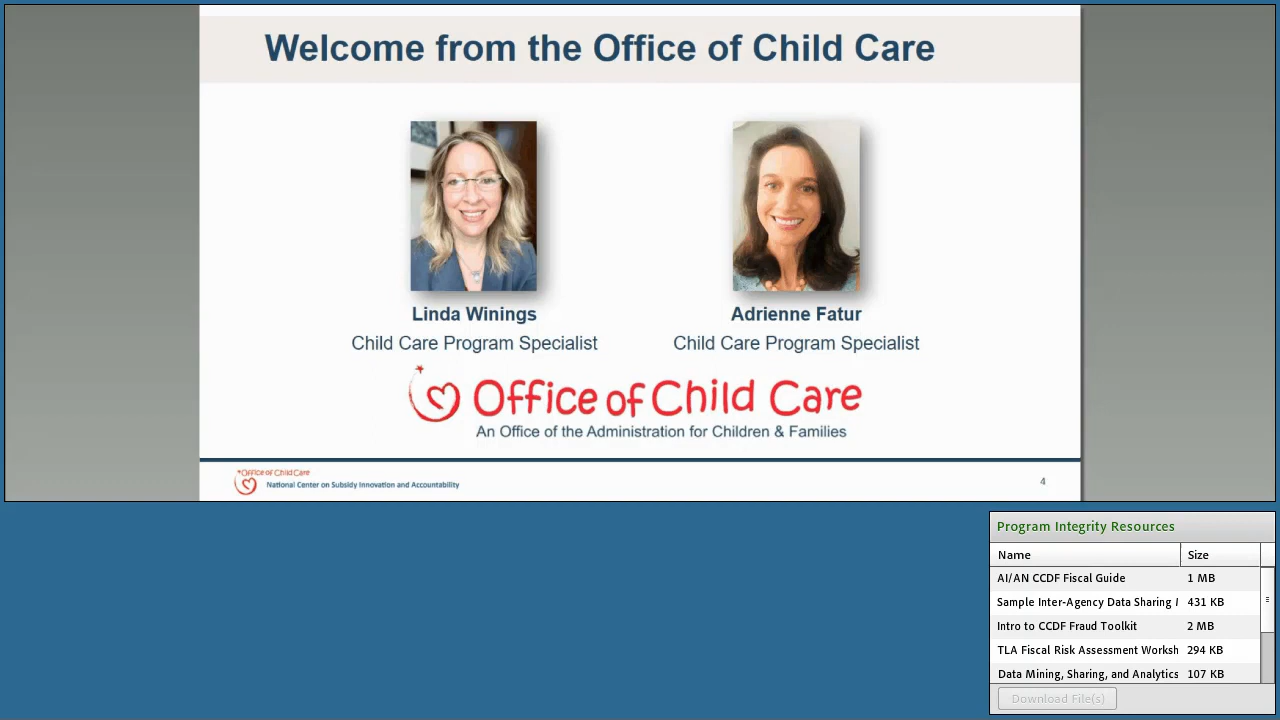 Welcome from the Office of Child Care
Linda Winings
Adrienne Fatur
Child Care Program Specialist
Child Care Program Specialist
Office of Child Care
An Office of the Administration for Children & Families
Office of Child Care
National Center on Subsidy Innovation and Accountability
4
Program Integrity Resources
Name Size
AI/AN CCDF Fiscal Guide 1 MB
Sample Inter-Agency Data Sharing 431 KB
Intro to CCDF Fraud Toolkit 2 MB
TLA Fiscal Risk Assessment Worksh 294 KB
Data Mining, Sharing, and Analytics 107 KB
Download File(s)